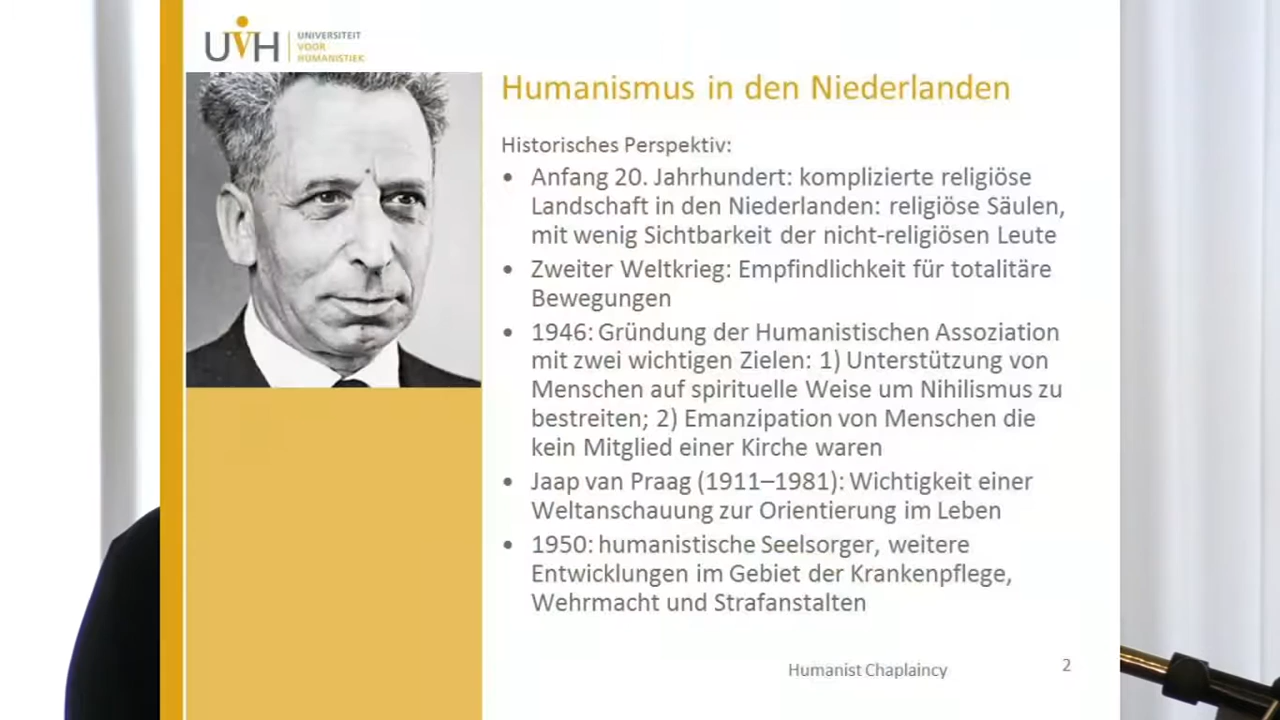 UvH
UNIVERSITEIT
VOOR
HUMANISTIEK
Humanismus in den Niederlanden
Historisches Perspektiv:
• Anfang 20. Jahrhundert: komplizierte religiöse
Landschaft in den Niederlanden: religiöse Säulen,
mit wenig Sichtbarkeit der nicht-religiösen Leute
• Zweiter Weltkrieg: Empfindlichkeit für totalitäre
Bewegungen
• 1946: Gründung der Humanistischen Assoziation
mit zwei wichtigen Zielen: 1) Unterstützung von
Menschen auf spirituelle Weise um Nihilismus zu
bestreiten; 2) Emanzipation von Menschen die
kein Mitglied einer Kirche waren
• Jaap van Praag (1911–1981): Wichtigkeit einer
Weltanschauung zur Orientierung im Leben
• 1950: humanistische Seelsorger, weitere
Entwicklungen im Gebiet der Krankenpflege,
Wehrmacht und Strafanstalten
Humanist Chaplaincy
2